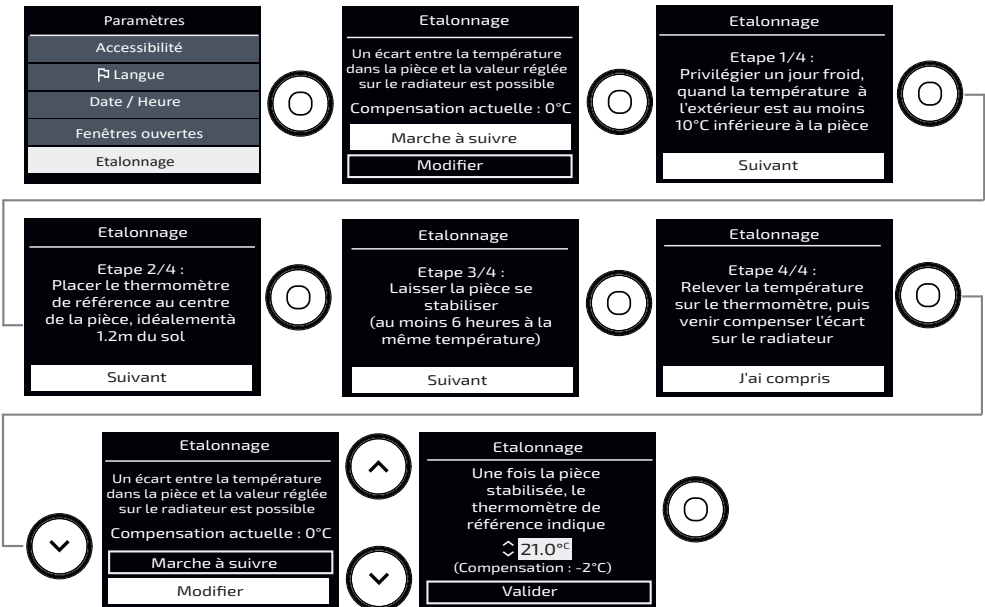 Paramètres
Accessibilité
Langue
Date / Heure
Fenêtres ouvertes
Etalonnage
Etalonnage
Un écart entre la température
dans la pièce et la valeur réglée
sur le radiateur est possible
Compensation actuelle : 0°C
Marche à suivre
Modifier
Etalonnage
Etape 1/4 :
Privilégier un jour froid,
quand la température à
l'extérieur est au moins
10°C inférieure à la pièce
Suivant
Etalonnage
Etape 2/4 :
Placer le thermomètre
de référence au centre
de la pièce, idéalementà
1.2m du sol
Suivant
Etalonnage
Etape 3/4 :
Laisser la pièce se
stabiliser
(au moins 6 heures à la
même température)
Suivant
Etalonnage
Etape 4/4 :
Relever la température
sur le thermomètre, puis
venir compenser l'écart
sur le radiateur
J'ai compris
Etalonnage
Un écart entre la température
dans la pièce et la valeur réglée
sur le radiateur est possible
Compensation actuelle : 0°C
Marche à suivre
Modifier
Etalonnage
Une fois la pièce
stabilisée, le
thermomètre de
référence indique
21.0°C
(Compensation : -2°C)
Valider